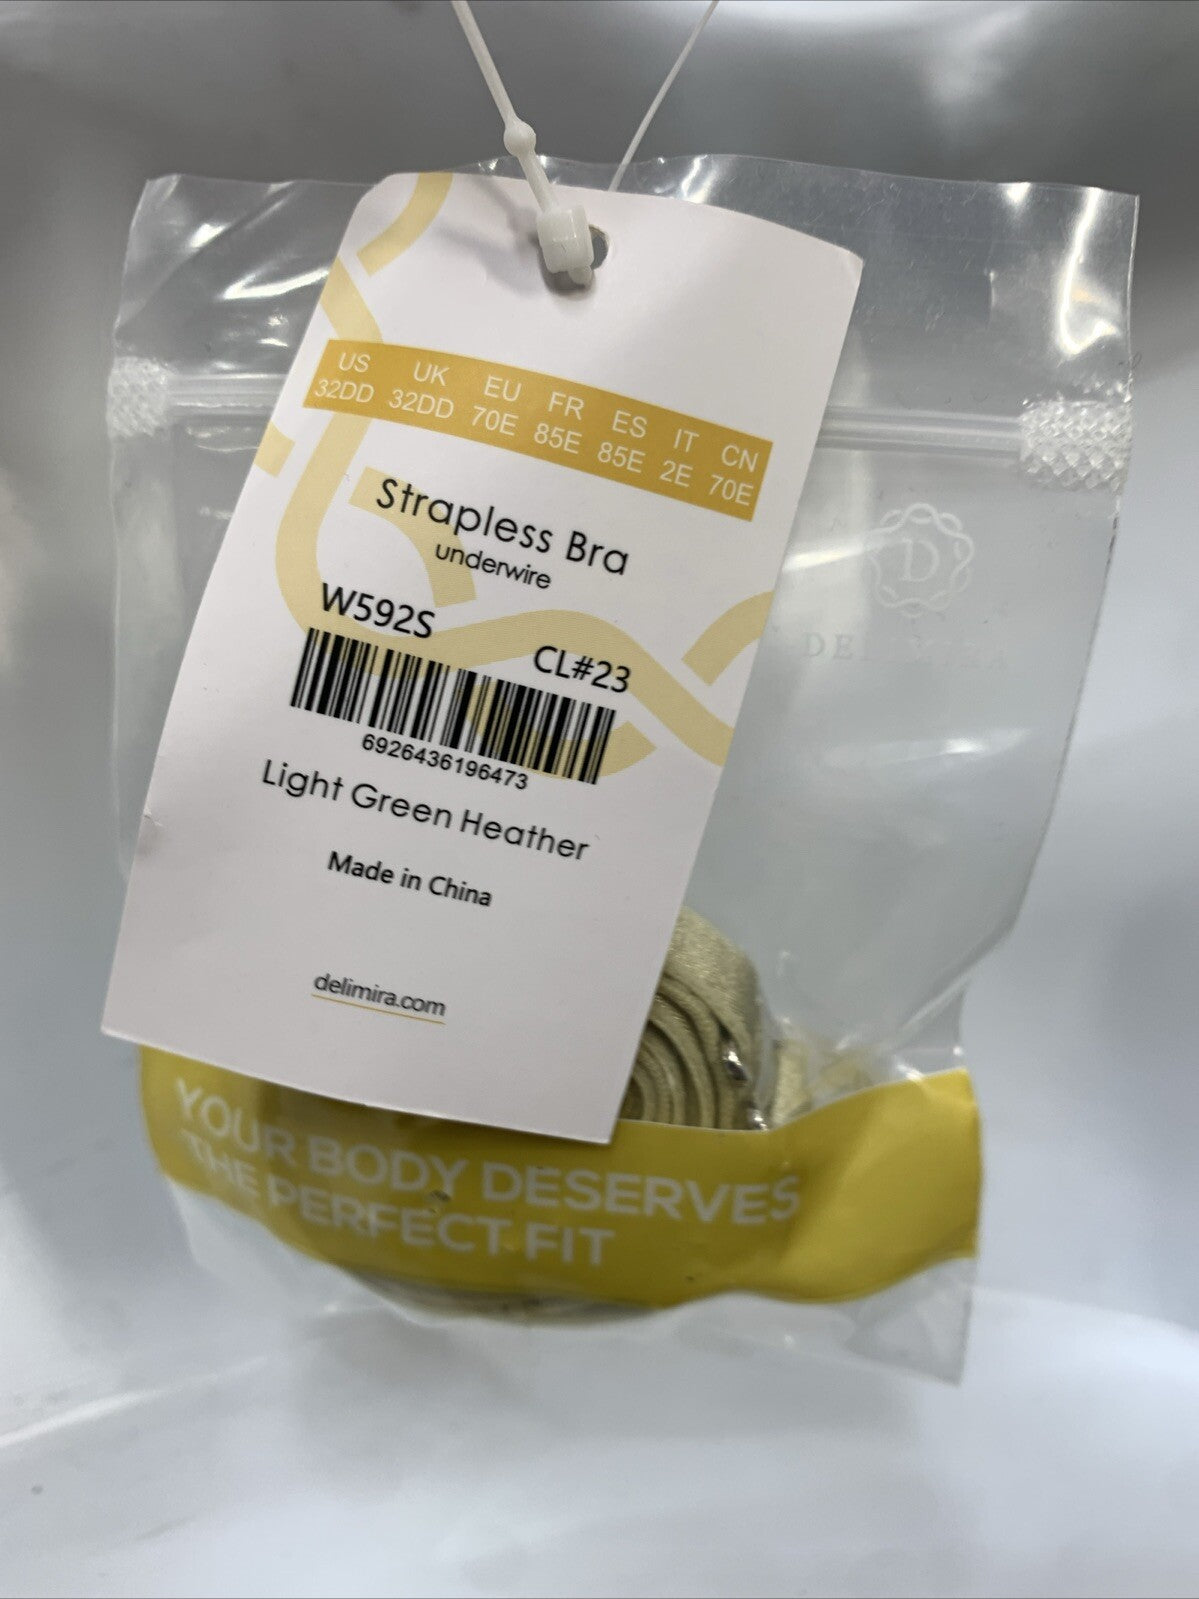 US UK EU FR ES IT CN
32DD 32DD 70E 85E 85E 2E 70E
Strapless Bra
underwire
W592S
CL#23
6926436196473
Light Green Heather
Made in China
delimira.com
D
YOUR BODY DESERVES
THE PERFECT FIT